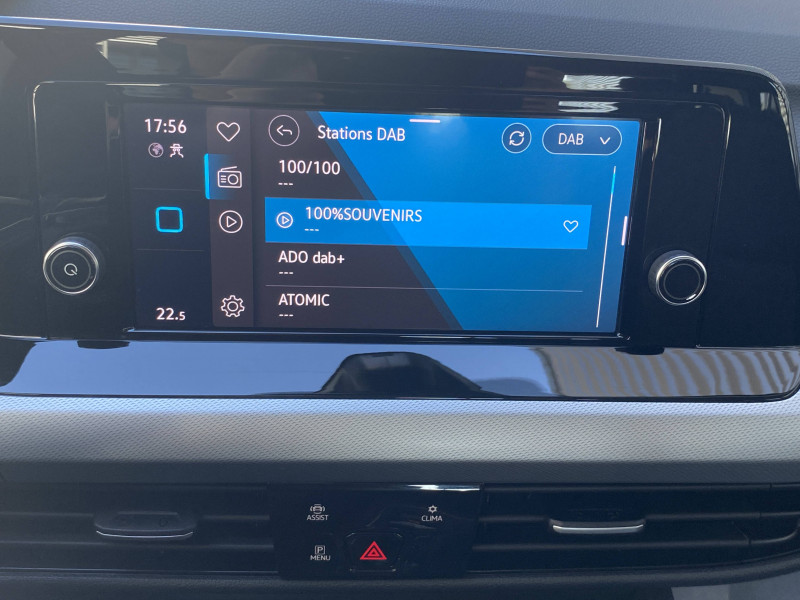 17:56
Stations DAB
DAB
100/100
---
100%SOUVENIRS
---
ADO dab+
---
ATOMIC
---
22.5
ASSIST
CLIMA
P
MENU